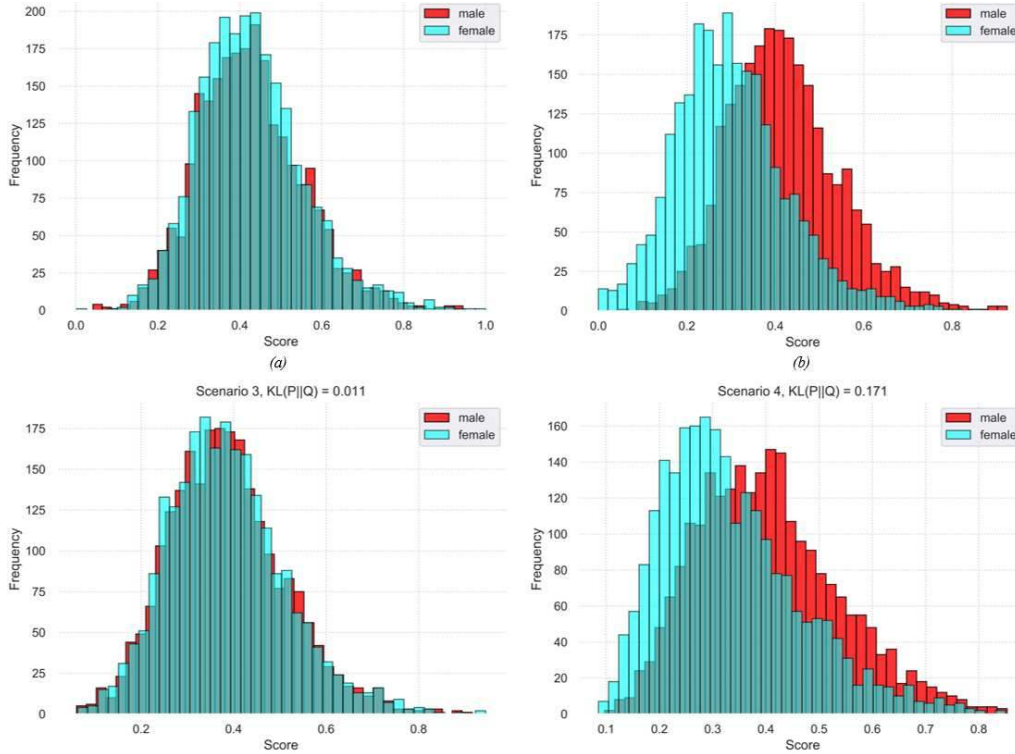 male
female
Frequency
200
175
150
125
100
75
50
25
0
0.0 0.2 0.4 0.6 0.8 1.0
Score
(a)
male
female
Frequency
175
150
125
100
75
50
25
0
0.0 0.2 0.4 0.6 0.8
Score
(b)
Scenario 3, KL(P||Q) = 0.011
male
female
Frequency
175
150
125
100
75
50
25
0
0.2 0.4 0.6 0.8
Score
Scenario 4, KL(P||Q) = 0.171
male
female
Frequency
160
140
120
100
80
60
40
20
0
0.1 0.2 0.3 0.4 0.5 0.6 0.7 0.8
Score